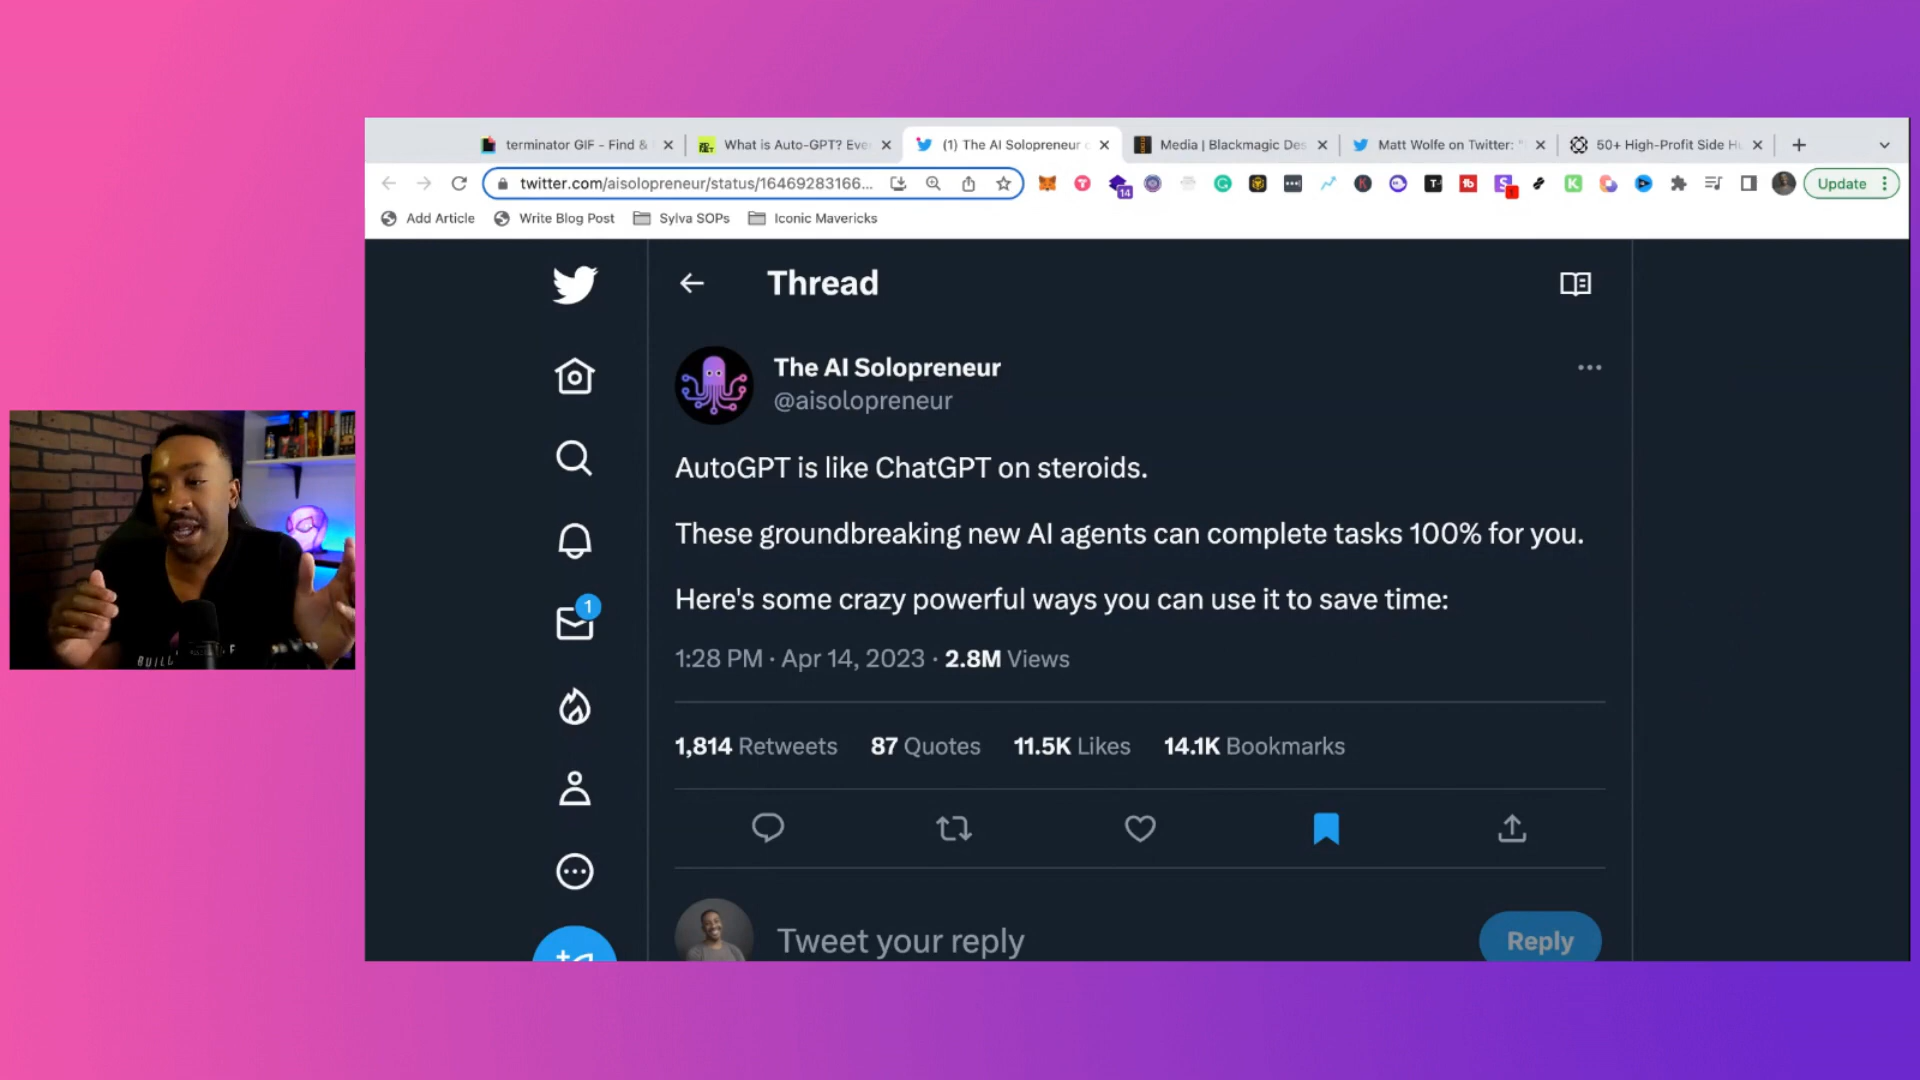 terminator GIF - Find &
What is Auto-GPT? Eve
(1) The AI Solopreneur
Media | Blackmagic Des
Matt Wolfe on Twitter: "
50+ High-Profit Side H
twitter.com/aisolopreneur/status/16469283166...
14
Update
Add Article
Write Blog Post
Sylva SOPs
Iconic Mavericks
Thread
The AI Solopreneur
@aisolopreneur
AutoGPT is like ChatGPT on steroids.
These groundbreaking new AI agents can complete tasks 100% for you.
Here's some crazy powerful ways you can use it to save time:
1
1:28 PM · Apr 14, 2023 · 2.8M Views
1,814 Retweets 87 Quotes 11.5K Likes 14.1K Bookmarks
Tweet your reply
Reply